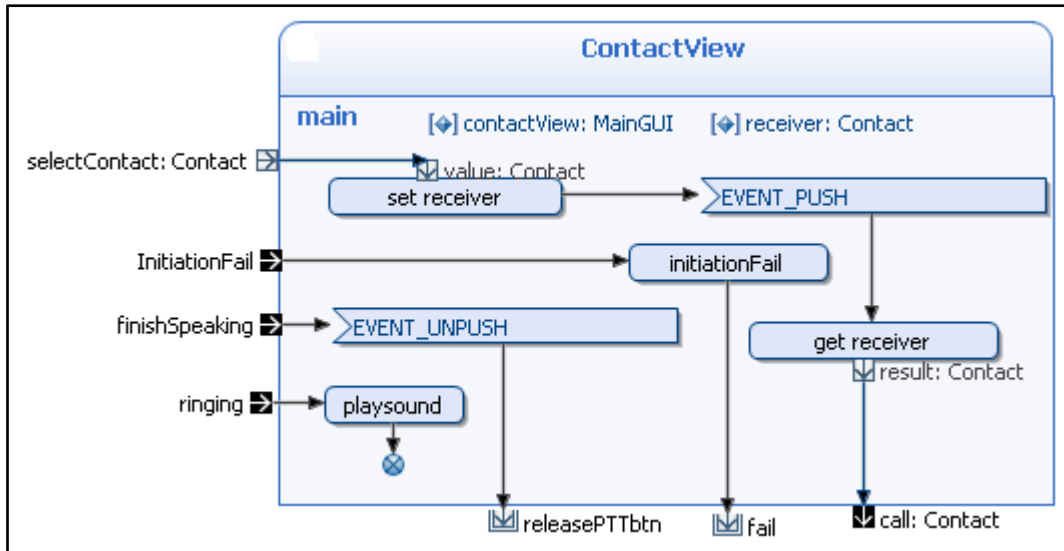 ContactView
main
contactView: MainGUI
receiver: Contact
selectContact: Contact
value: Contact
set receiver
EVENT_PUSH
InitiationFail
initiationFail
finishSpeaking
EVENT_UNPUSH
get receiver
result: Contact
ringing
playsound
releasePTTbtn
fail
call: Contact